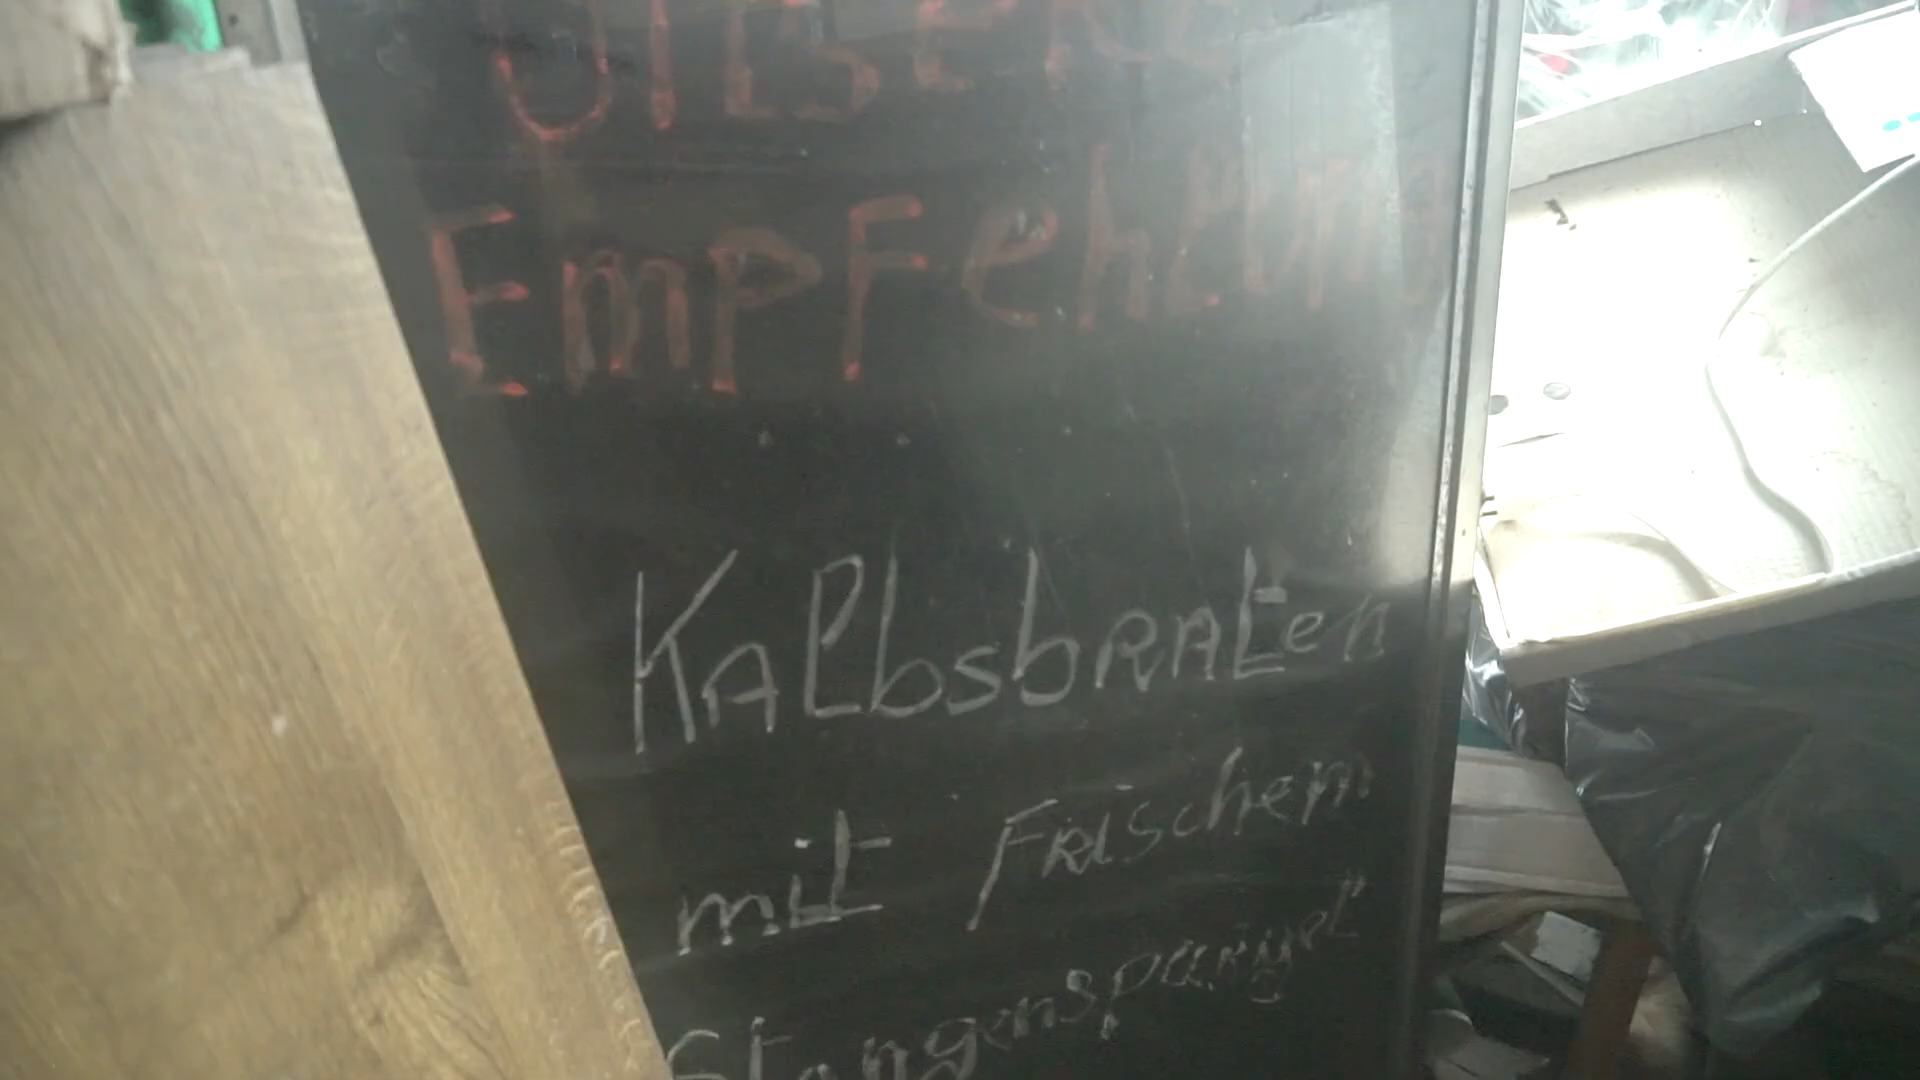 Empfehlung
Kalbsbraten
mit Frischem
Stangenspargel